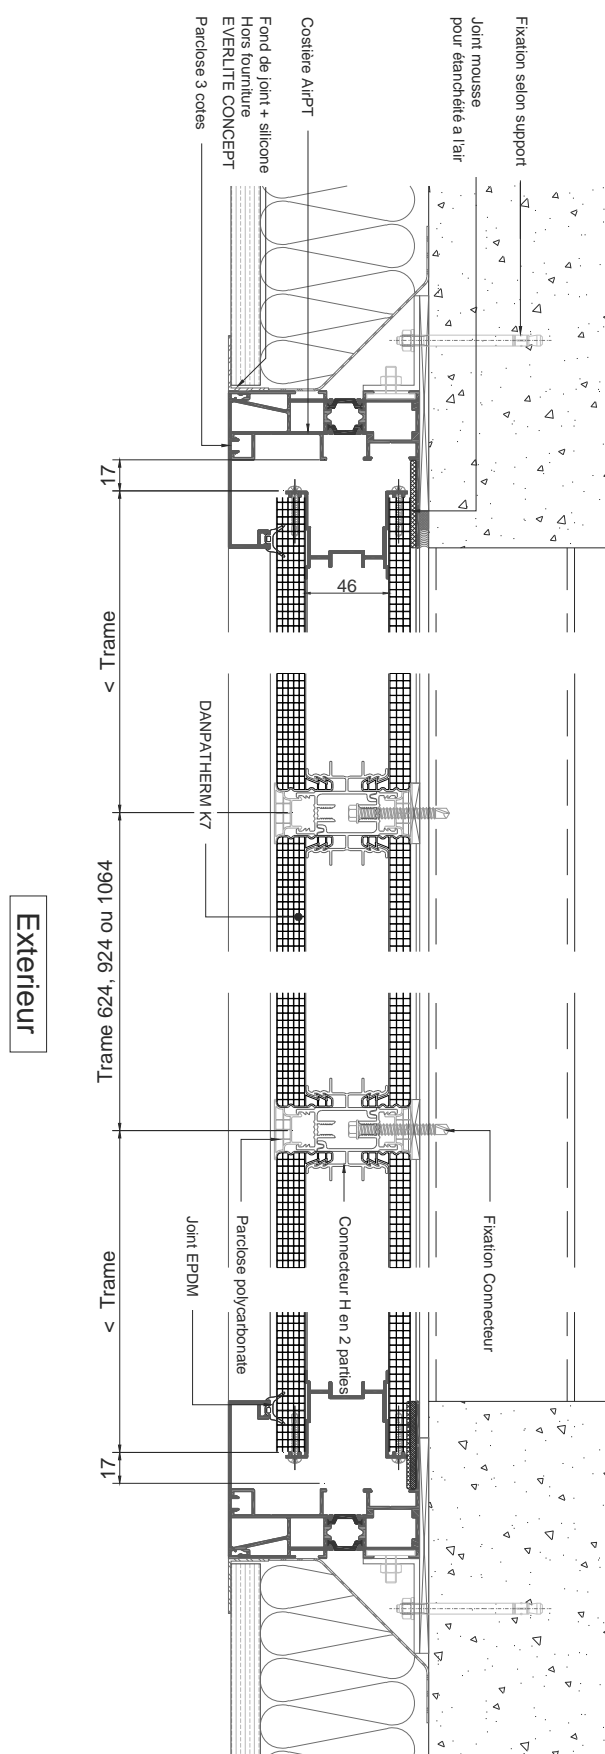 Fixation selon support
Joint mousse
pour étanchéité a l'air
Costière AirPT
Fond de joint + silicone
Hors fourniture
EVERLITE CONCEPT
Parclose 3 cotes
17
< Trame
46
DANPATHERM K7
Trame 624, 924 ou 1064
Exterieur
Fixation Connecteur
Connecteur H en 2 parties
Parclose polycarbonate
Joint EPDM
< Trame
17